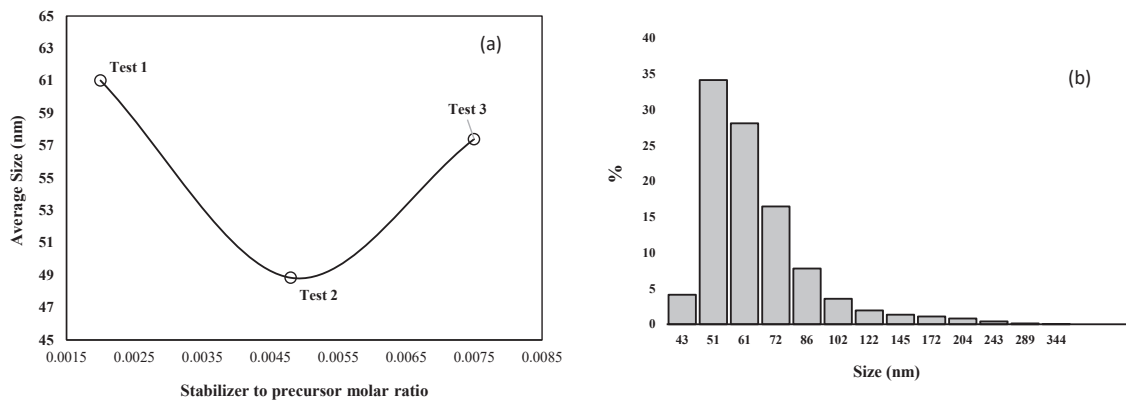 (a)
65
63
61
59
57
55
53
51
49
47
45
Average Size (nm)
Test 1
Test 2
Test 3
0.0015 0.0025 0.0035 0.0045 0.0055 0.0065 0.0075 0.0085
Stabilizer to precursor molar ratio
(b)
40
35
30
25
20
15
10
5
0
%
43 51 61 72 86 102 122 145 172 204 243 289 344
Size (nm)